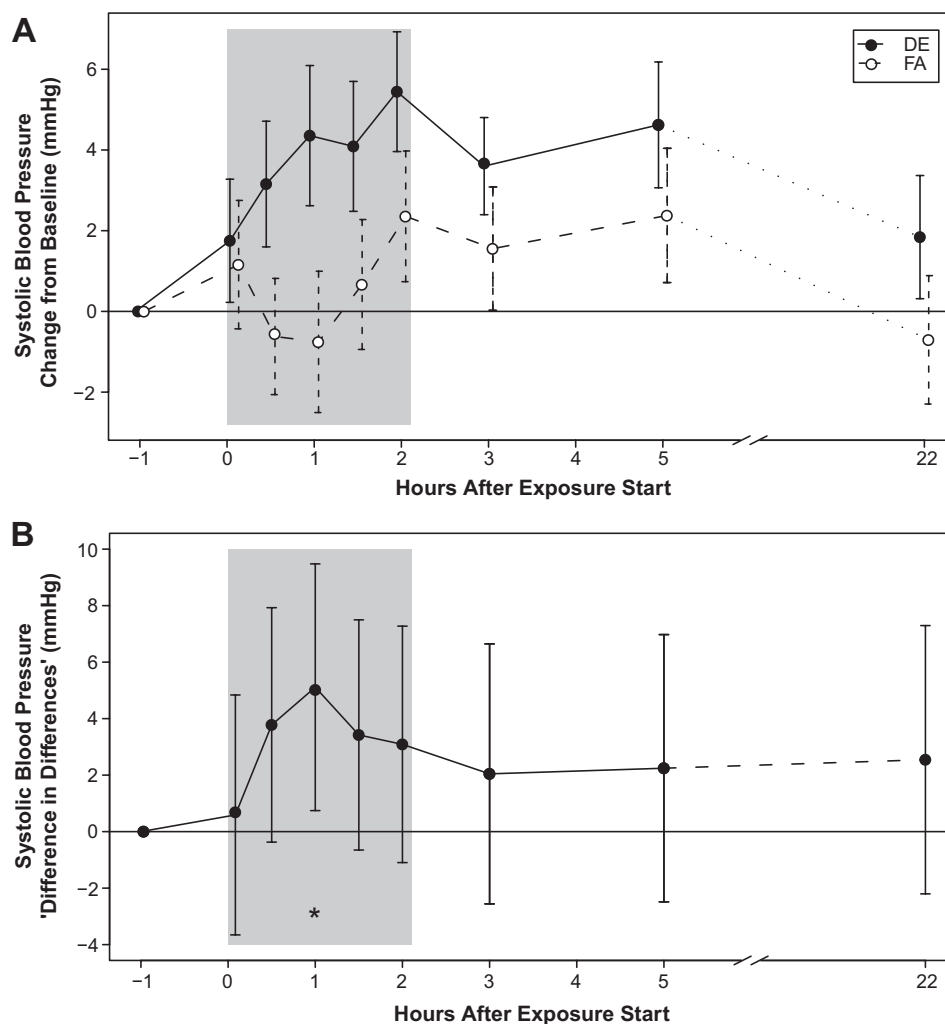 A
Systolic Blood Pressure
Change from Baseline (mmHg)
6
4
2
0
−2
DE
FA
−1 0 1 2 3 4 5 22
Hours After Exposure Start
B
Systolic Blood Pressure
'Difference in Differences' (mmHg)
10
8
6
4
2
0
−2
−4
*
−1 0 1 2 3 4 5 22
Hours After Exposure Start